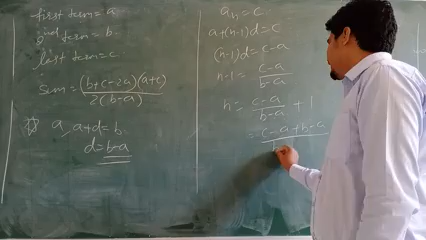 first term = a
2nd term = b.
last term = c.
Sum = (b+c-2a)(a+c) / 2(b-a)
a, a+d = b.
d = b-a
an = c.
a+(n-1)d = c
(n-1)d = c-a
n-1 = (c-a)/(b-a)
n = (c-a)/(b-a) + 1
= c-a+b-a